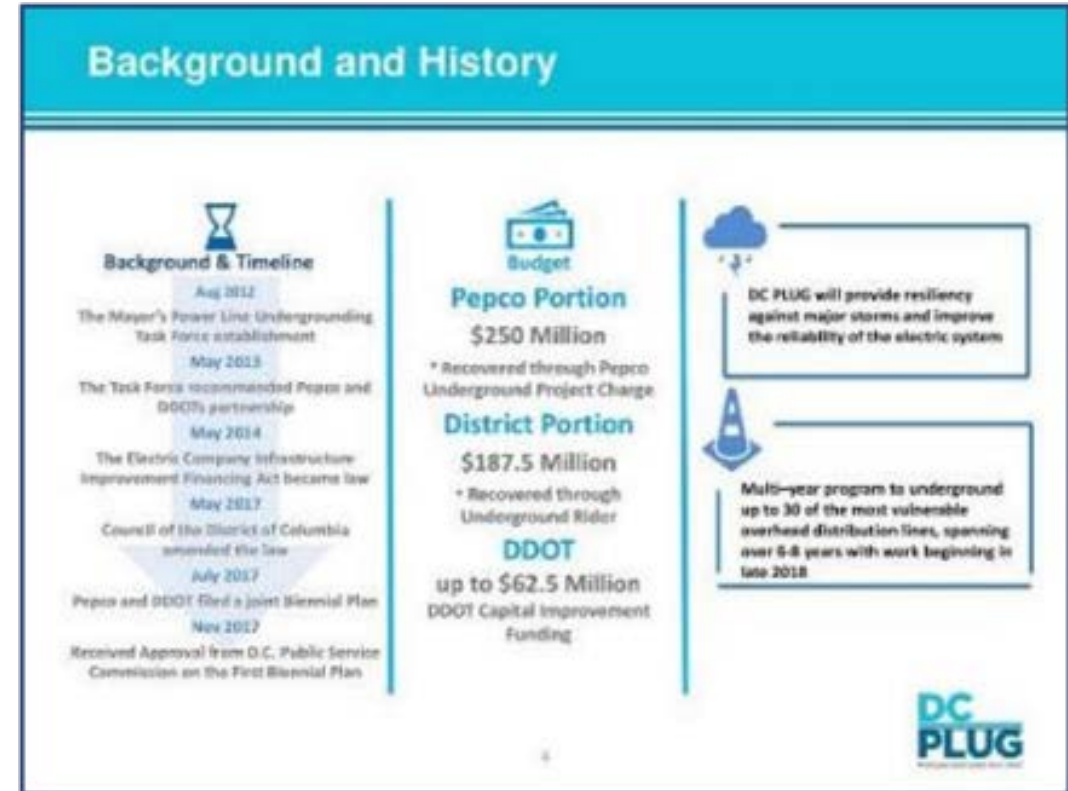 Background and History
Background & Timeline
Aug 2012
The Mayor's Power Line Undergrounding
Task Force establishment
May 2013
The Task Force recommended Pepco and
DDOTs partnership
May 2014
The Electric Company Infrastructure
Improvement Financing Act became law
May 2017
Council of the District of Columbia
amended the law
July 2017
Pepco and DDOT filed a joint Biennial Plan
Nov 2017
Received Approval from D.C. Public Service
Commission on the First Biennial Plan
Budget
Pepco Portion
$250 Million
* Recovered through Pepco
Underground Project Charge
District Portion
$187.5 Million
* Recovered through
Underground Rider
DDOT
up to $62.5 Million
DDOT Capital Improvement
Funding
DC PLUG will provide resiliency
against major storms and improve
the reliability of the electric system
Multi–year program to underground
up to 30 of the most vulnerable
overhead distribution lines, spanning
over 6-8 years with work beginning in
late 2018
DC
PLUG